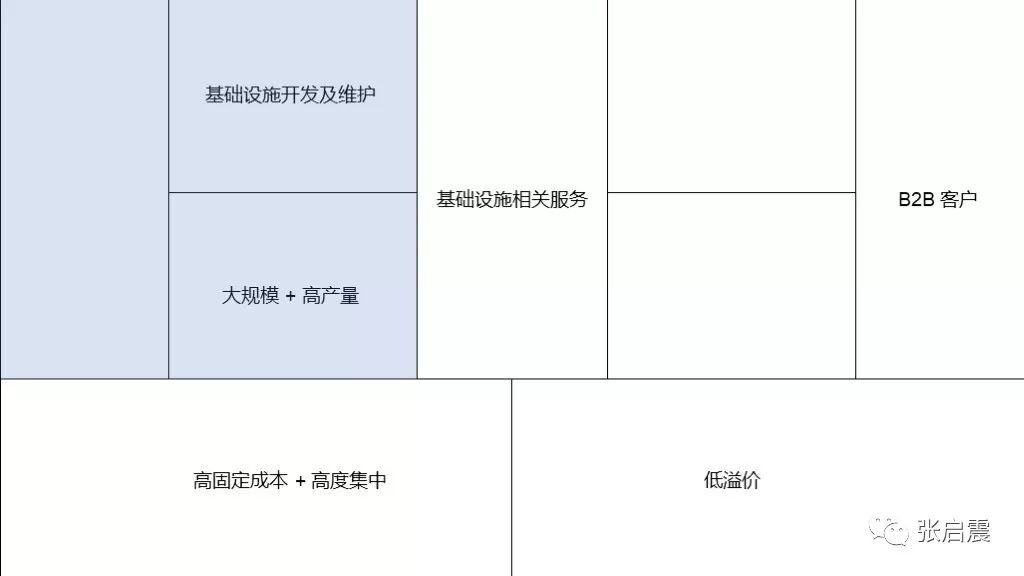 基础设施开发及维护
大规模 + 高产量
基础设施相关服务
B2B 客户
高固定成本 + 高度集中
低溢价
张启震